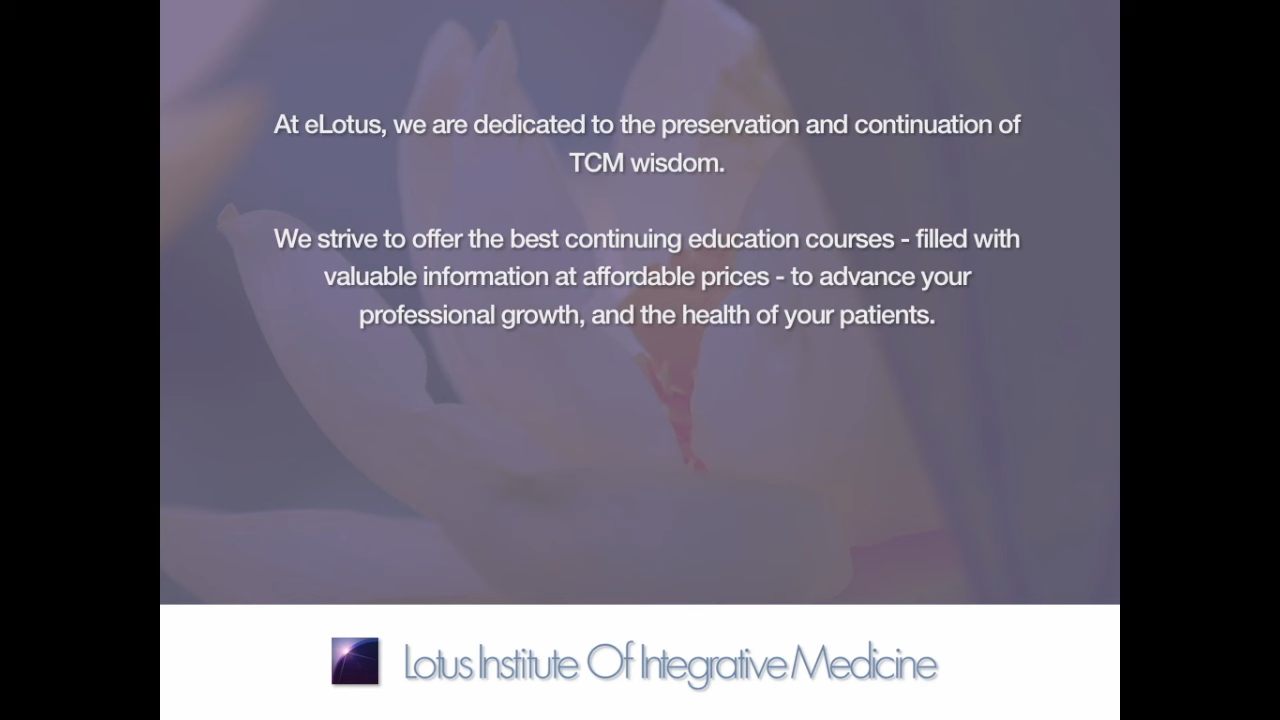 At eLotus, we are dedicated to the preservation and continuation of
TCM wisdom.
We strive to offer the best continuing education courses - filled with
valuable information at affordable prices - to advance your
professional growth, and the health of your patients.
Lotus Institute Of Integrative Medicine